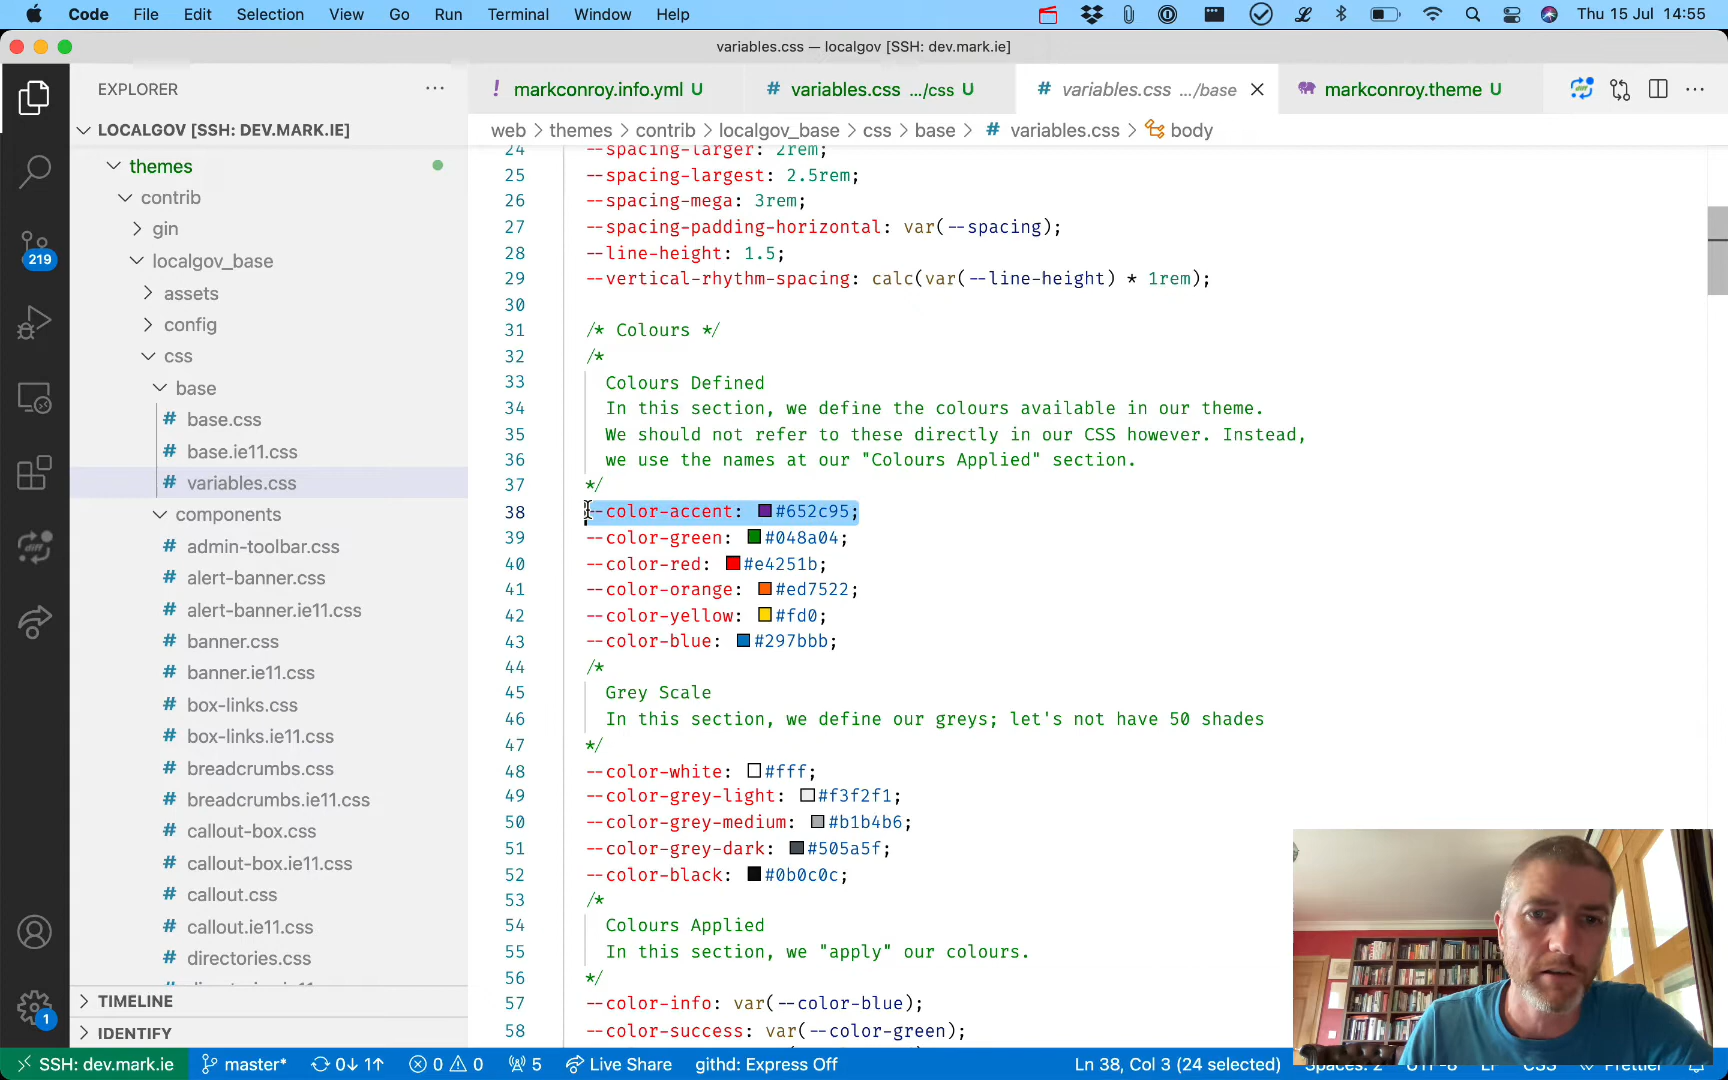 Code File Edit Selection View Go Run Terminal Window Help Thu 15 Jul 14:55
variables.css — localgov [SSH: dev.mark.ie]
EXPLORER ···
! markconroy.info.yml U # variables.css .../css U # variables.css .../base × markconroy.theme U ···
LOCALGOV [SSH: DEV.MARK.IE]
web > themes > contrib > localgov_base > css > base > # variables.css > body
themes
contrib
gin
localgov_base
assets
config
css
base
# base.css
# base.ie11.css
# variables.css
components
# admin-toolbar.css
# alert-banner.css
# alert-banner.ie11.css
# banner.css
# banner.ie11.css
# box-links.css
# box-links.ie11.css
# breadcrumbs.css
# breadcrumbs.ie11.css
# callout-box.css
# callout-box.ie11.css
# callout.css
# callout.ie11.css
# directories.css
TIMELINE
IDENTIFY
219
1
24 --spacing-larger: 2rem;
25 --spacing-largest: 2.5rem;
26 --spacing-mega: 3rem;
27 --spacing-padding-horizontal: var(--spacing);
28 --line-height: 1.5;
29 --vertical-rhythm-spacing: calc(var(--line-height) * 1rem);
30
31 /* Colours */
32 /*
33 Colours Defined
34 In this section, we define the colours available in our theme.
35 We should not refer to these directly in our CSS however. Instead,
36 we use the names at our "Colours Applied" section.
37 */
38 --color-accent: #652c95;
39 --color-green: #048a04;
40 --color-red: #e4251b;
41 --color-orange: #ed7522;
42 --color-yellow: #fd0;
43 --color-blue: #297bbb;
44 /*
45 Grey Scale
46 In this section, we define our greys; let's not have 50 shades
47 */
48 --color-white: #fff;
49 --color-grey-light: #f3f2f1;
50 --color-grey-medium: #b1b4b6;
51 --color-grey-dark: #505a5f;
52 --color-black: #0b0c0c;
53 /*
54 Colours Applied
55 In this section, we "apply" our colours.
56 */
57 --color-info: var(--color-blue);
58 --color-success: var(--color-green);
SSH: dev.mark.ie master* 0↓ 1↑ 0 0 5 Live Share githd: Express Off Ln 38, Col 3 (24 selected) Spaces: 2 UTF-8 LF CSS Prettier